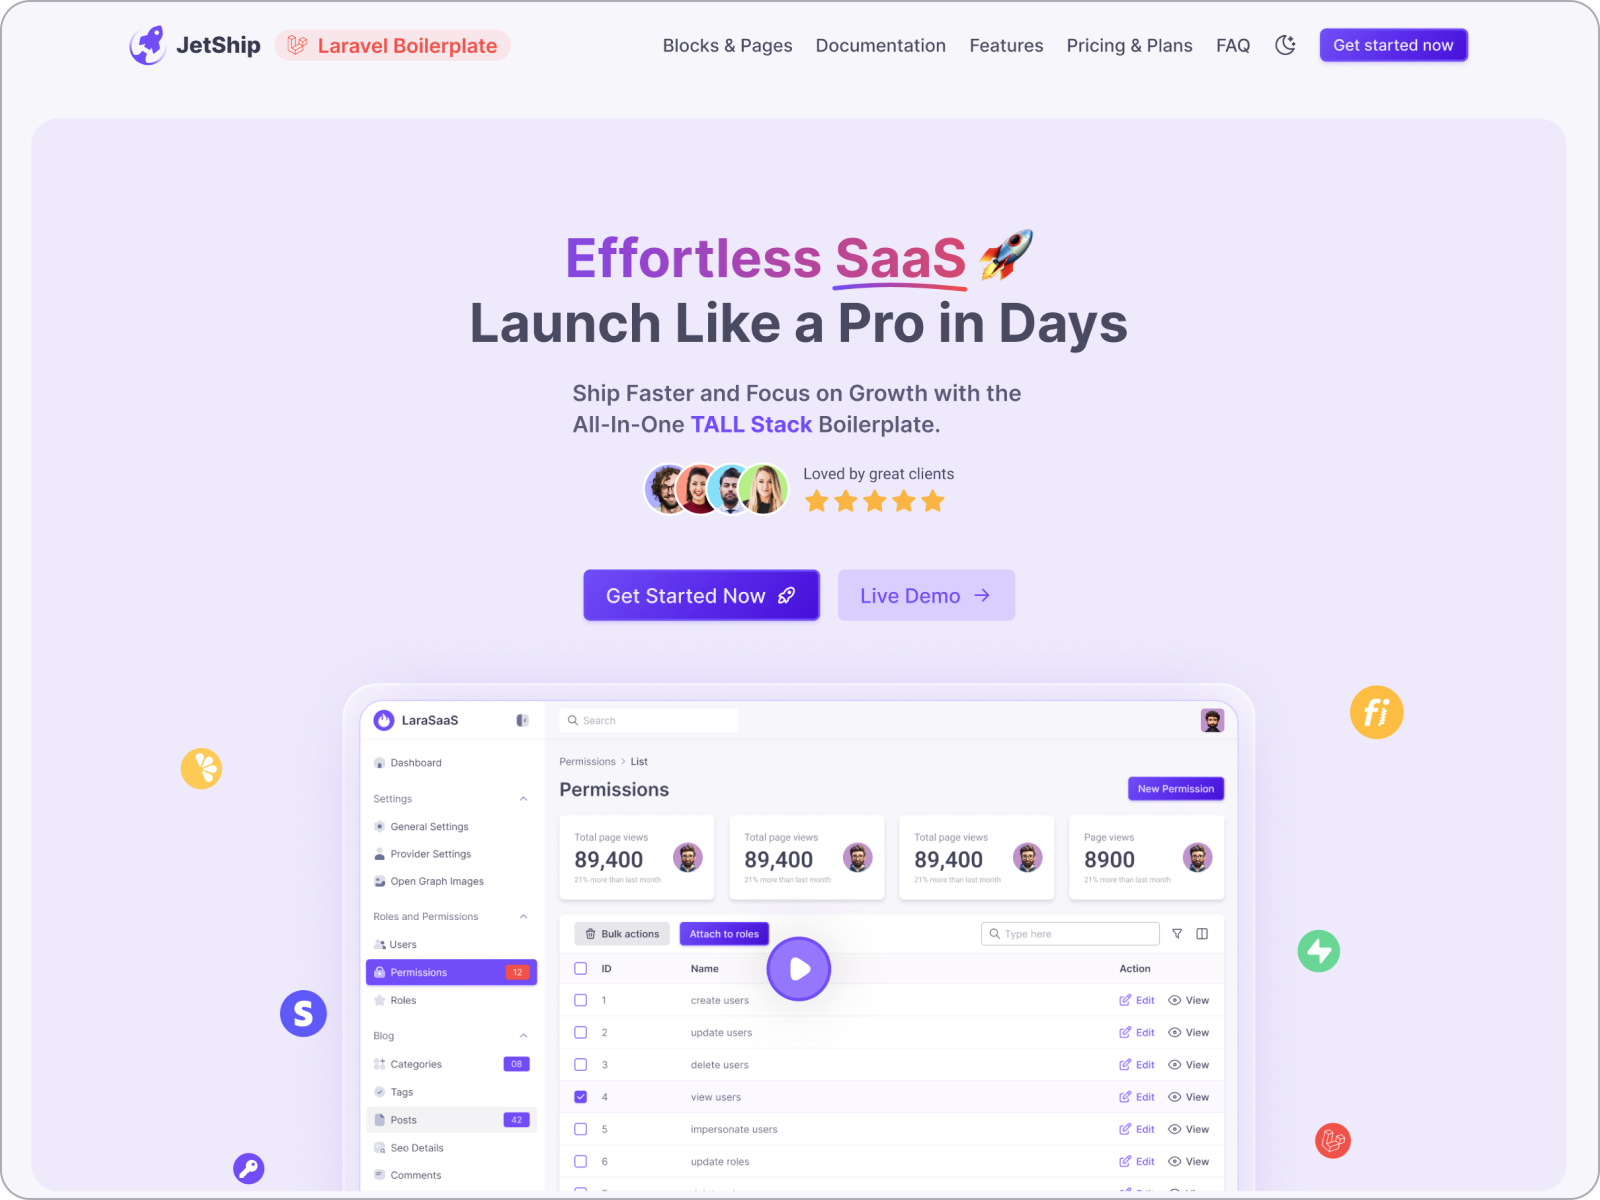 JetShip
Laravel Boilerplate
Blocks & Pages
Documentation
Features
Pricing & Plans
FAQ
Get started now
Effortless SaaS
Launch Like a Pro in Days
Ship Faster and Focus on Growth with the
All-In-One TALL Stack Boilerplate.
Loved by great clients
Get Started Now
Live Demo
fi
S
LaraSaaS
Dashboard
Settings
General Settings
Provider Settings
Open Graph Images
Roles and Permissions
Users
Permissions 12
Roles
Blog
Categories 08
Tags
Posts 42
Seo Details
Comments
Search
Permissions > List
Permissions
New Permission
Total page views
89,400
21% more than last month
Total page views
89,400
21% more than last month
Total page views
89,400
21% more than last month
Page views
8900
21% more than last month
Bulk actions
Attach to roles
Type here
ID Name Action
1 create users Edit View
2 update users Edit View
3 delete users Edit View
4 view users Edit View
5 impersonate users Edit View
6 update roles Edit View